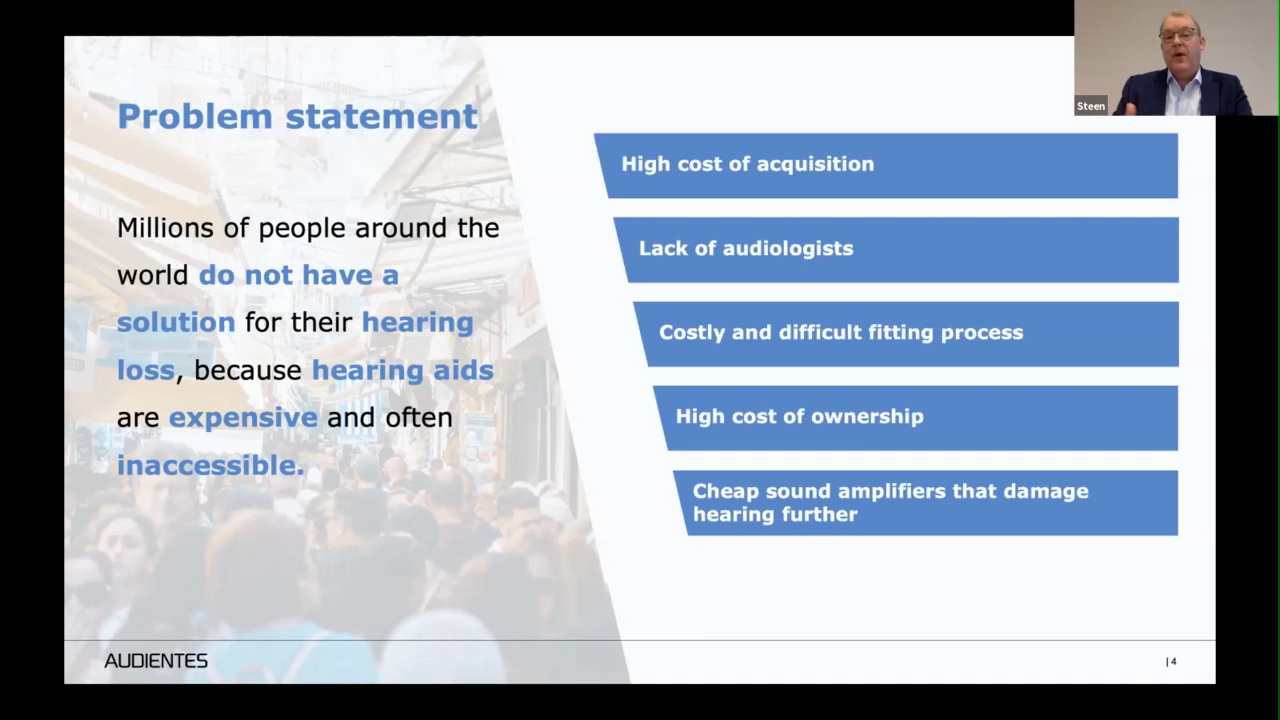 Steen
Problem statement
Millions of people around the
world do not have a
solution for their hearing
loss, because hearing aids
are expensive and often
inaccessible.
High cost of acquisition
Lack of audiologists
Costly and difficult fitting process
High cost of ownership
Cheap sound amplifiers that damage
hearing further
AUDIENTES
| 4